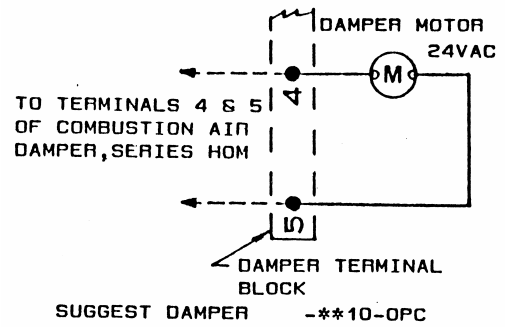 DAMPER MOTOR
24VAC
M
4
TO TERMINALS 4 & 5
OF COMBUSTION AIR
DAMPER,SERIES HOM
5
DAMPER TERMINAL
BLOCK
SUGGEST DAMPER -**10-OPC